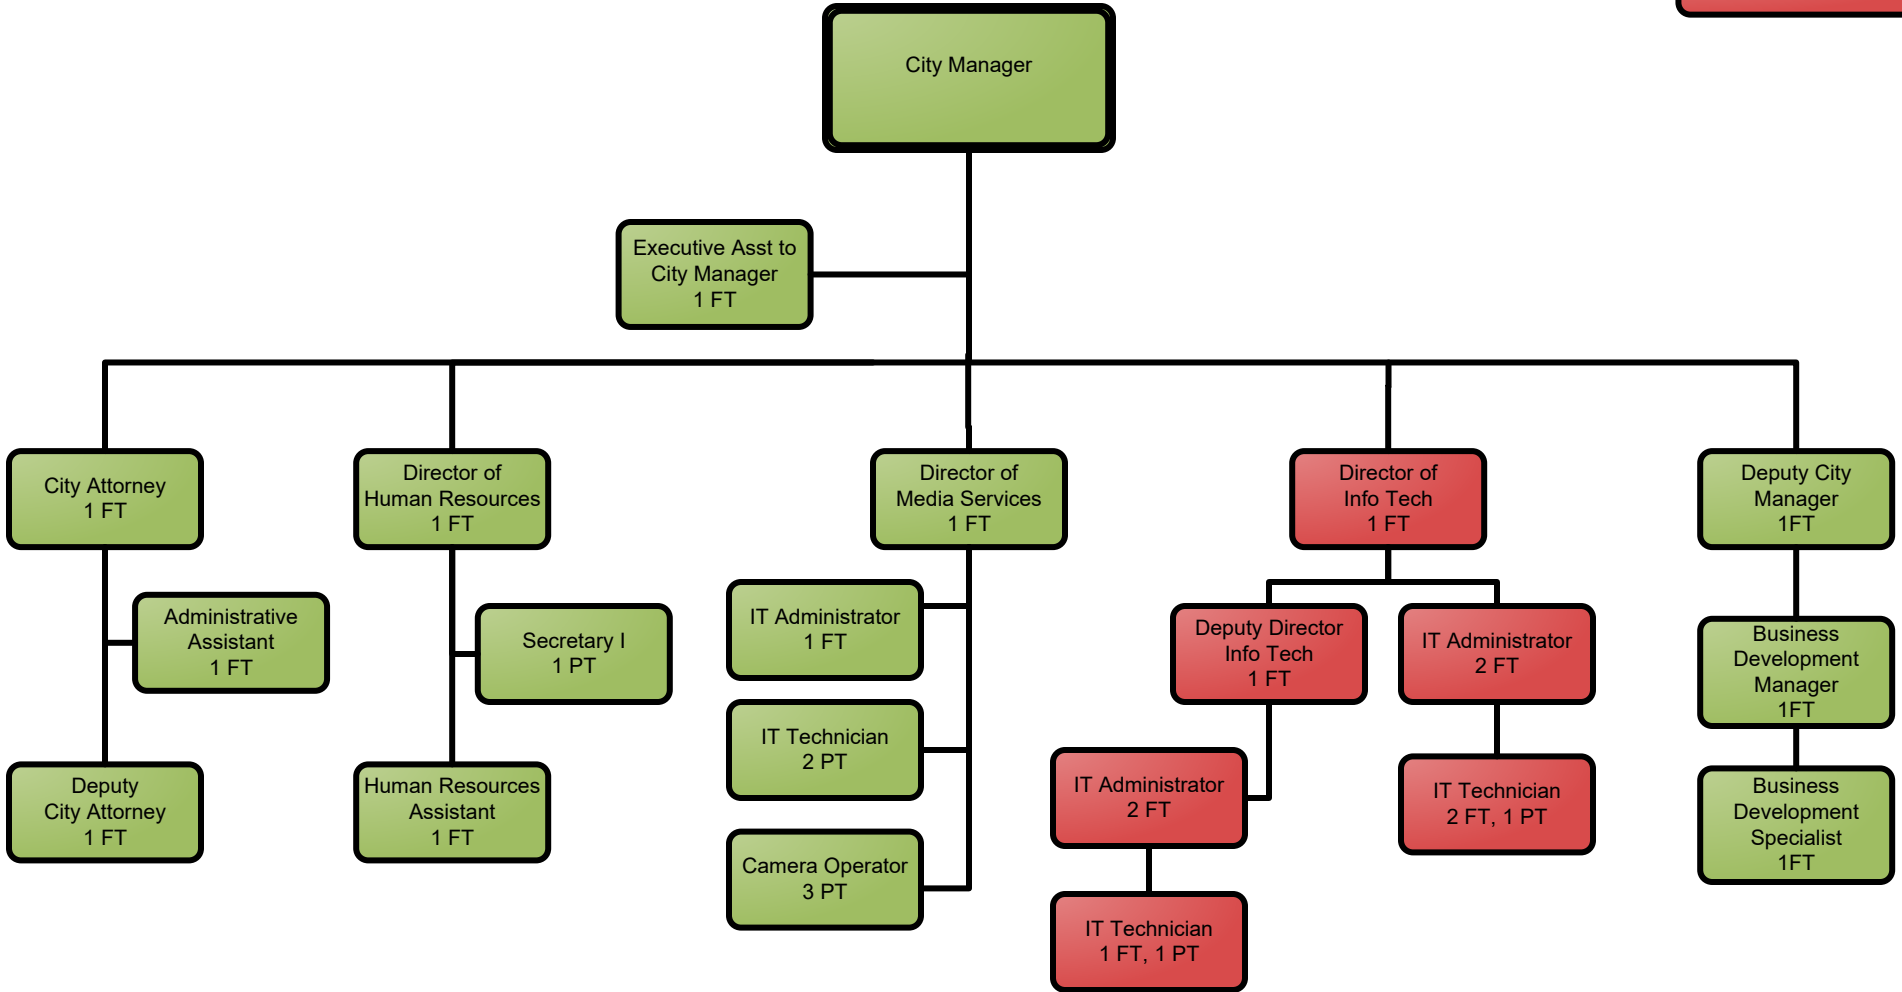 City Manager
Executive Asst to
City Manager
1 FT
City Attorney
1 FT
Director of
Human Resources
1 FT
Director of
Media Services
1 FT
Director of
Info Tech
1 FT
Deputy City
Manager
1FT
Administrative
Assistant
1 FT
Secretary I
1 PT
IT Administrator
1 FT
Deputy Director
Info Tech
1 FT
IT Administrator
2 FT
Business
Development
Manager
1FT
IT Technician
2 PT
IT Administrator
2 FT
IT Technician
2 FT, 1 PT
Deputy
City Attorney
1 FT
Human Resources
Assistant
1 FT
Business
Development
Specialist
1FT
Camera Operator
3 PT
IT Technician
1 FT, 1 PT